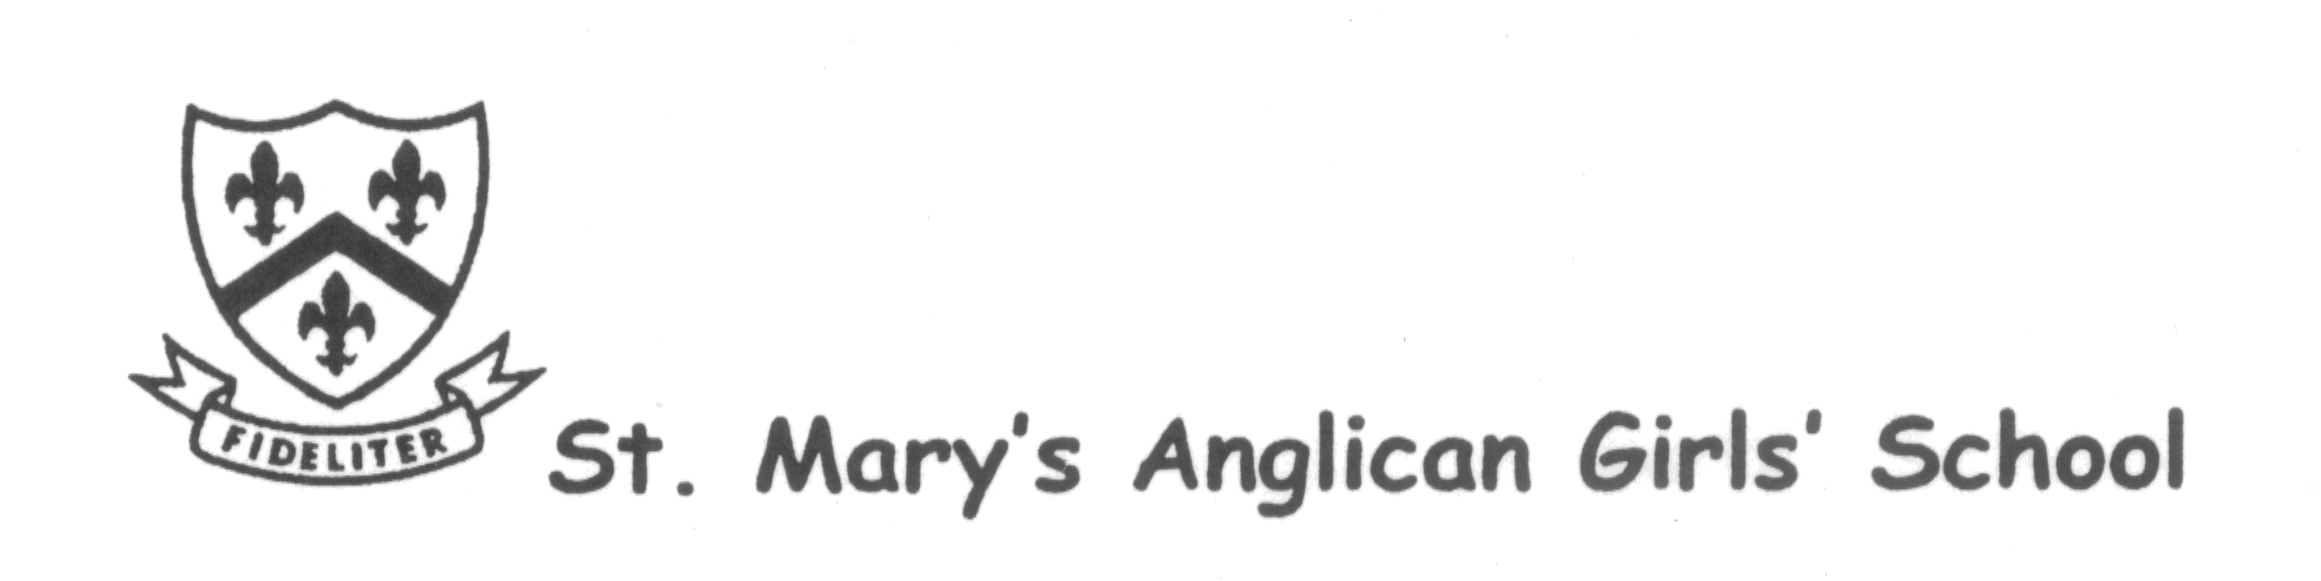 FIDELITER
St. Mary's Anglican Girls' School